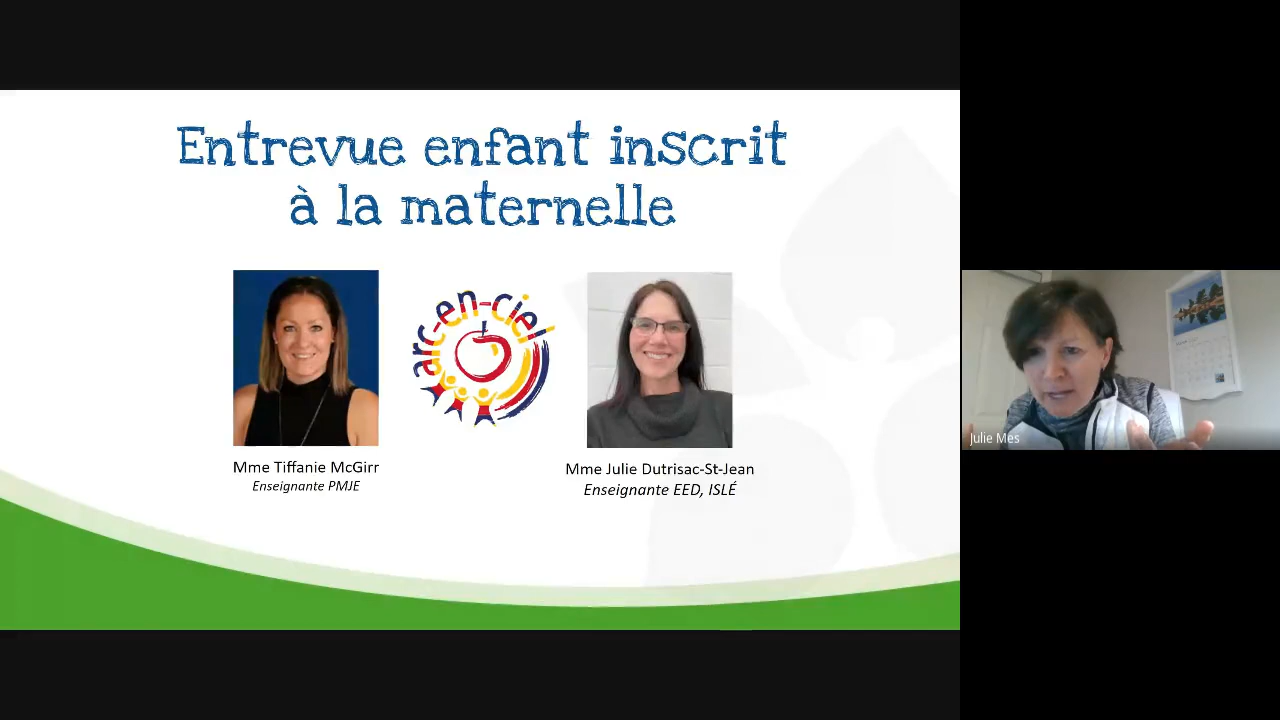 Entrevue enfant inscrit
à la maternelle
arc-en-ciel
Mme Tiffanie McGirr
Enseignante PMJE
Mme Julie Dutrisac-St-Jean
Enseignante EED, ISLÉ
Julie Mes